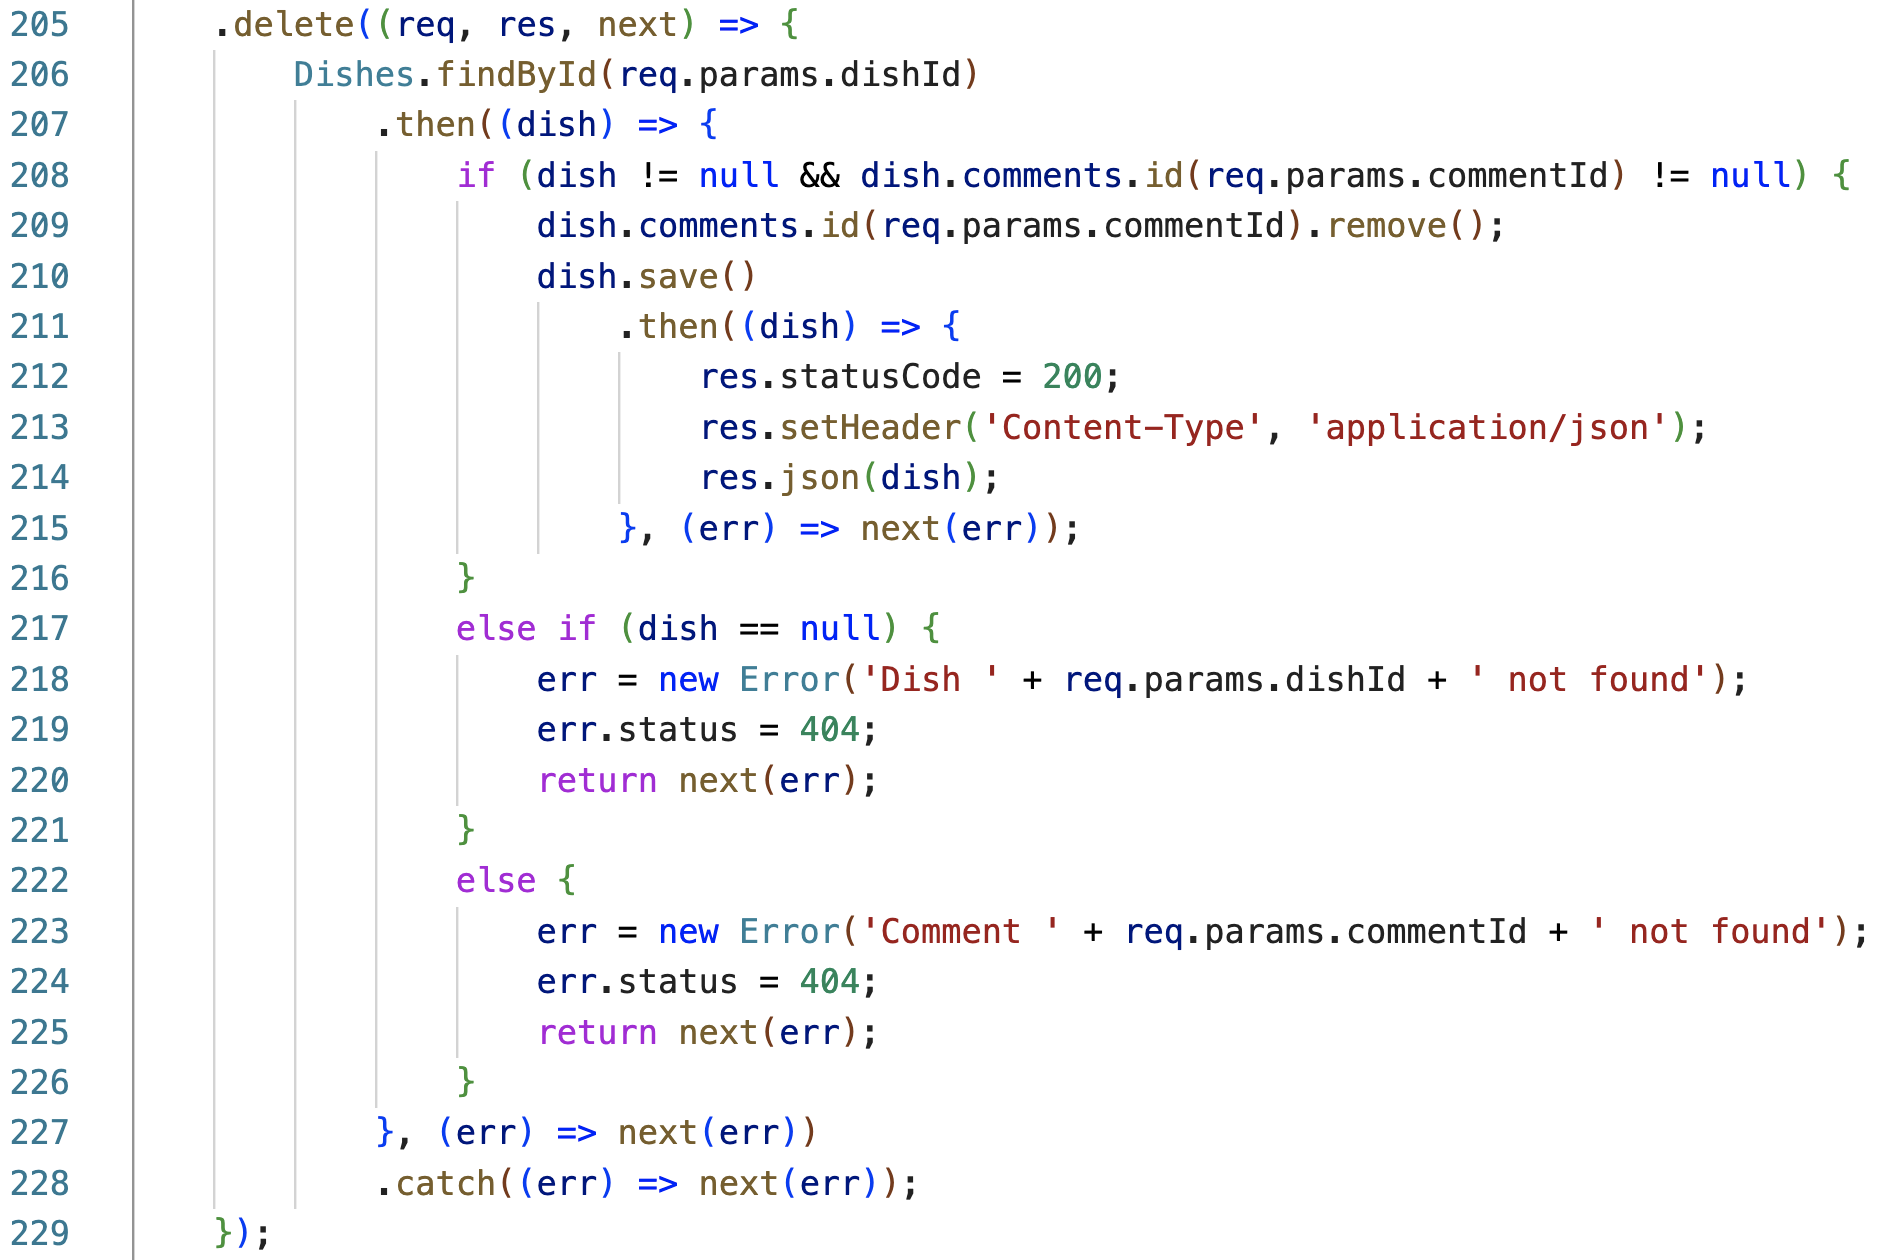 205 .delete((req, res, next) => {
206 Dishes.findById(req.params.dishId)
207 .then((dish) => {
208 if (dish != null && dish.comments.id(req.params.commentId) != null) {
209 dish.comments.id(req.params.commentId).remove();
210 dish.save()
211 .then((dish) => {
212 res.statusCode = 200;
213 res.setHeader('Content-Type', 'application/json');
214 res.json(dish);
215 }, (err) => next(err));
216 }
217 else if (dish == null) {
218 err = new Error('Dish ' + req.params.dishId + ' not found');
219 err.status = 404;
220 return next(err);
221 }
222 else {
223 err = new Error('Comment ' + req.params.commentId + ' not found');
224 err.status = 404;
225 return next(err);
226 }
227 }, (err) => next(err))
228 .catch((err) => next(err));
229 });